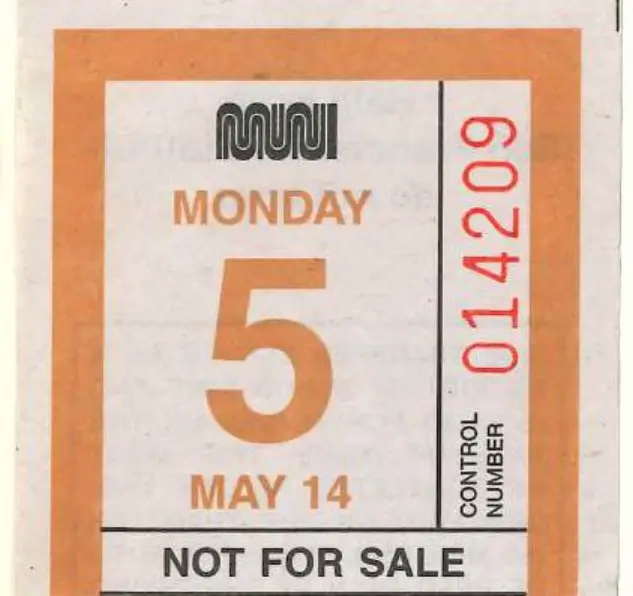 MUNI
MONDAY
5
MAY 14
NOT FOR SALE
CONTROL
NUMBER
014209